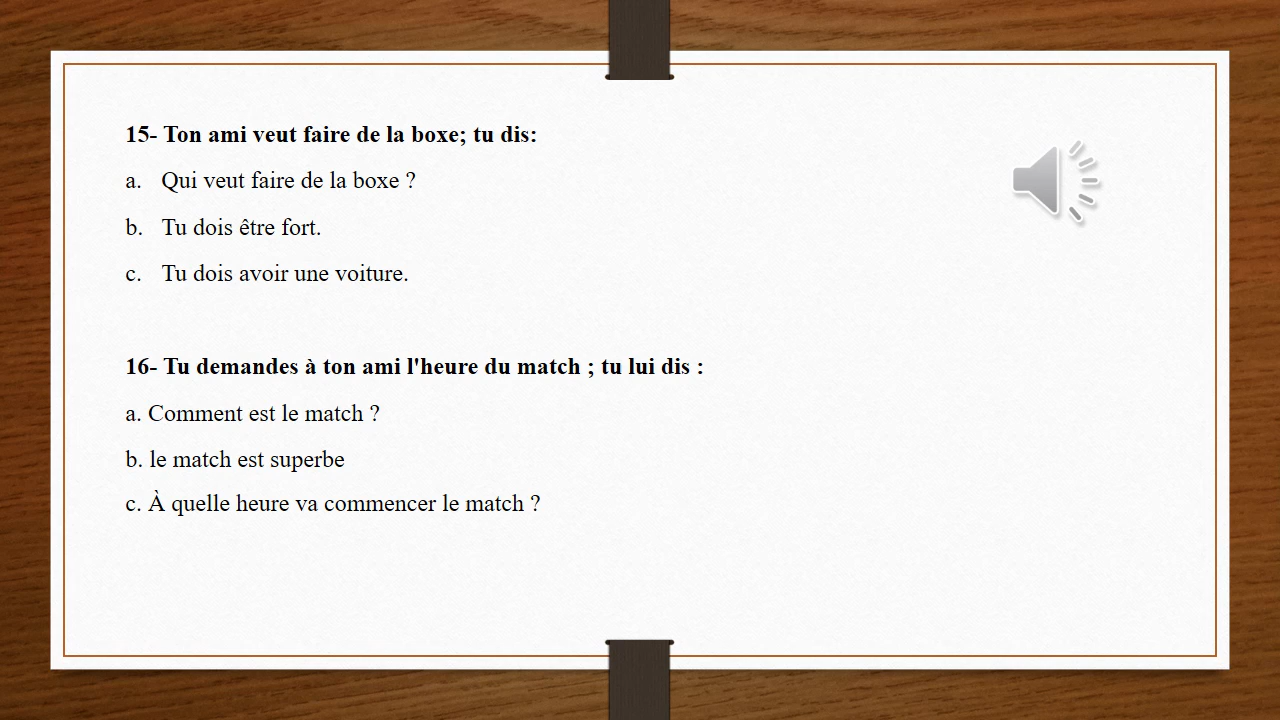 15- Ton ami veut faire de la boxe; tu dis:
a. Qui veut faire de la boxe ?
b. Tu dois être fort.
c. Tu dois avoir une voiture.
16- Tu demandes à ton ami l'heure du match ; tu lui dis :
a. Comment est le match ?
b. le match est superbe
c. À quelle heure va commencer le match ?